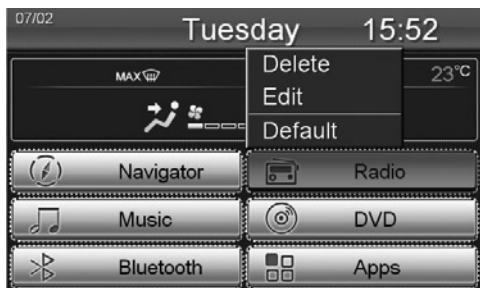 07/02 Tuesday 15:52
MAX
23°C
Delete
Edit
Default
Navigator Radio
Music DVD
Bluetooth Apps